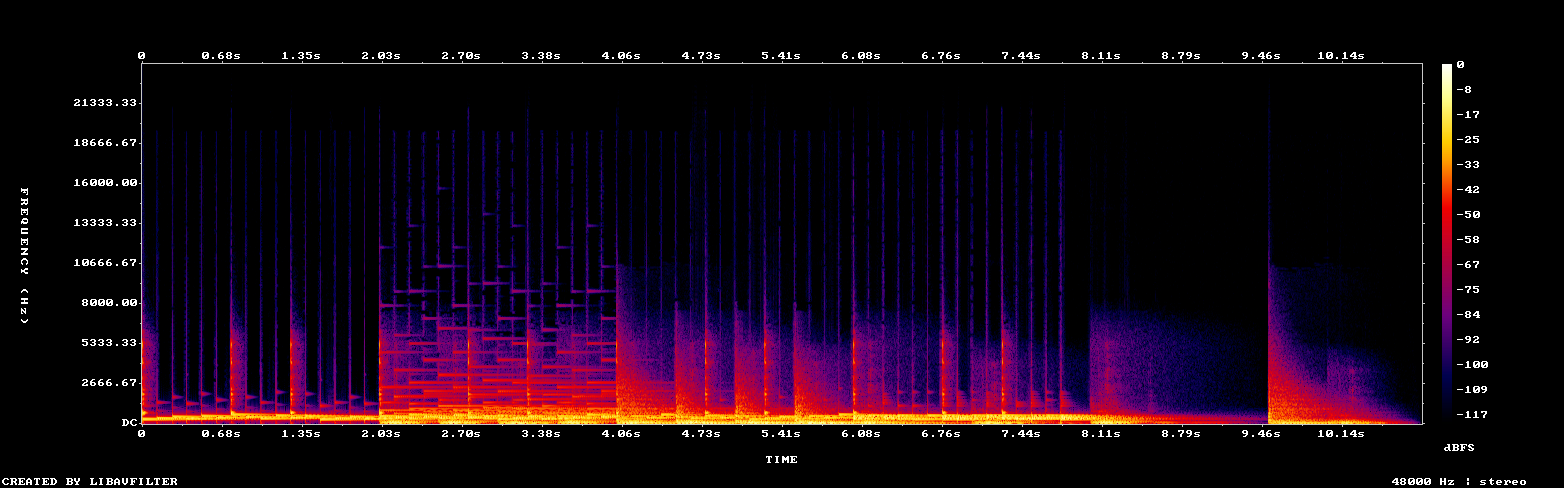 0 0.68s 1.35s 2.03s 2.70s 3.38s 4.06s 4.73s 5.41s 6.08s 6.76s 7.44s 8.11s 8.79s 9.46s 10.14s
FREQUENCY (HZ)
21333.33
18666.67
16000.00
13333.33
10666.67
8000.00
5333.33
2666.67
DC
0
-8
-17
-25
-33
-42
-50
-58
-67
-75
-84
-92
-100
-109
-117
0 0.68s 1.35s 2.03s 2.70s 3.38s 4.06s 4.73s 5.41s 6.08s 6.76s 7.44s 8.11s 8.79s 9.46s 10.14s
dBFS
TIME
CREATED BY LIBAVFILTER
48000 Hz | stereo